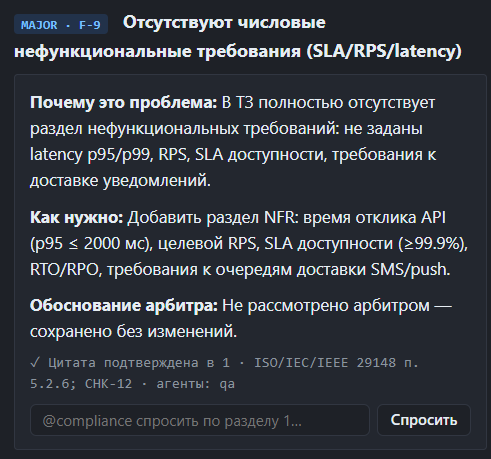 MAJOR · F-9 Отсутствуют числовые
нефункциональные требования (SLA/RPS/latency)
Почему это проблема: В ТЗ полностью отсутствует
раздел нефункциональных требований: не заданы
latency p95/p99, RPS, SLA доступности, требования к
доставке уведомлений.
Как нужно: Добавить раздел NFR: время отклика API
(p95 ≤ 2000 мс), целевой RPS, SLA доступности (≥99.9%),
RTO/RPO, требования к очередям доставки SMS/push.
Обоснование арбитра: Не рассмотрено арбитром —
сохранено без изменений.
✓ Цитата подтверждена в 1 · ISO/IEC/IEEE 29148 п.
5.2.6; CHK-12 · агенты: qa
@compliance спросить по разделу 1... Спросить